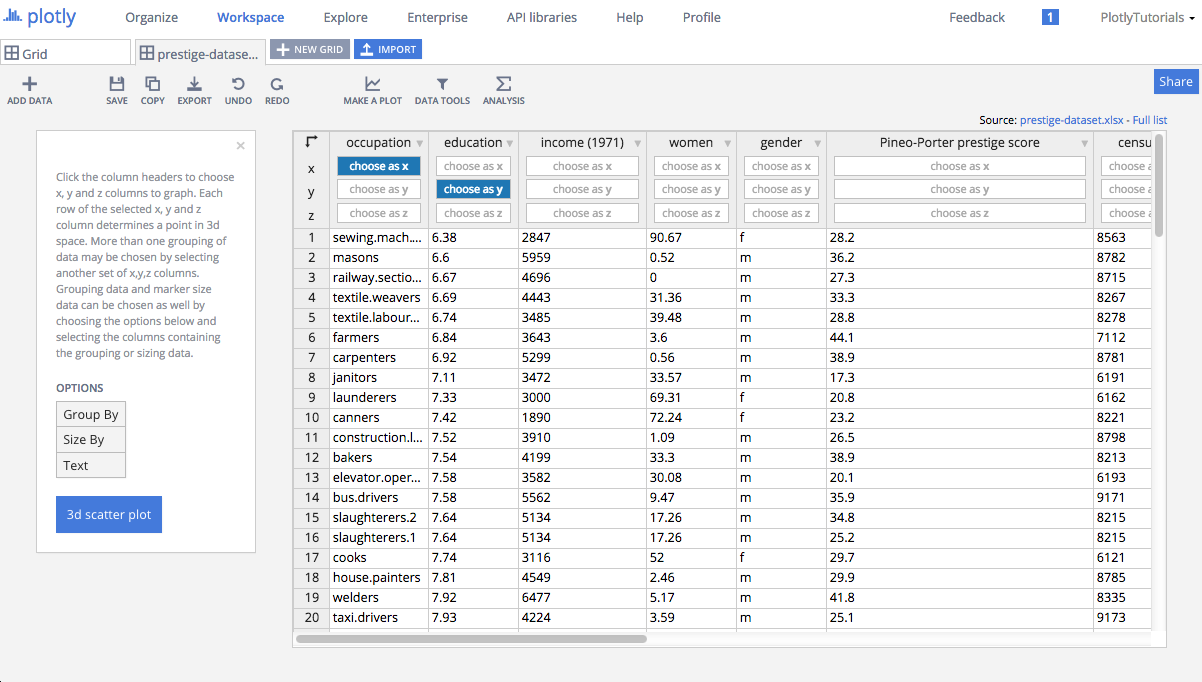 plotly Organize Workspace Explore Enterprise API libraries Help Profile Feedback 1 PlotlyTutorials
Grid prestige-datase... NEW GRID IMPORT
ADD DATA SAVE COPY EXPORT UNDO REDO MAKE A PLOT DATA TOOLS ANALYSIS Share
Source: prestige-dataset.xlsx - Full list
×
Click the column headers to choose
x, y and z columns to graph. Each
row of the selected x, y and z
column determines a point in 3d
space. More than one grouping of
data may be chosen by selecting
another set of x,y,z columns.
Grouping data and marker size
data can be chosen as well by
choosing the options below and
selecting the columns containing
the grouping or sizing data.
OPTIONS
Group By
Size By
Text
3d scatter plot
occupation education income (1971) women gender Pineo-Porter prestige score censu
x choose as x choose as x choose as x choose as x choose as x choose as x choose a
y choose as y choose as y choose as y choose as y choose as y choose as y choose a
z choose as z choose as z choose as z choose as z choose as z choose as z choose a
1 sewing.mach.... 6.38 2847 90.67 f 28.2 8563
2 masons 6.6 5959 0.52 m 36.2 8782
3 railway.sectio... 6.67 4696 0 m 27.3 8715
4 textile.weavers 6.69 4443 31.36 m 33.3 8267
5 textile.labour... 6.74 3485 39.48 m 28.8 8278
6 farmers 6.84 3643 3.6 m 44.1 7112
7 carpenters 6.92 5299 0.56 m 38.9 8781
8 janitors 7.11 3472 33.57 m 17.3 6191
9 launderers 7.33 3000 69.31 f 20.8 6162
10 canners 7.42 1890 72.24 f 23.2 8221
11 construction.l... 7.52 3910 1.09 m 26.5 8798
12 bakers 7.54 4199 33.3 m 38.9 8213
13 elevator.oper... 7.58 3582 30.08 m 20.1 6193
14 bus.drivers 7.58 5562 9.47 m 35.9 9171
15 slaughterers.2 7.64 5134 17.26 m 34.8 8215
16 slaughterers.1 7.64 5134 17.26 m 25.2 8215
17 cooks 7.74 3116 52 f 29.7 6121
18 house.painters 7.81 4549 2.46 m 29.9 8785
19 welders 7.92 6477 5.17 m 41.8 8335
20 taxi.drivers 7.93 4224 3.59 m 25.1 9173